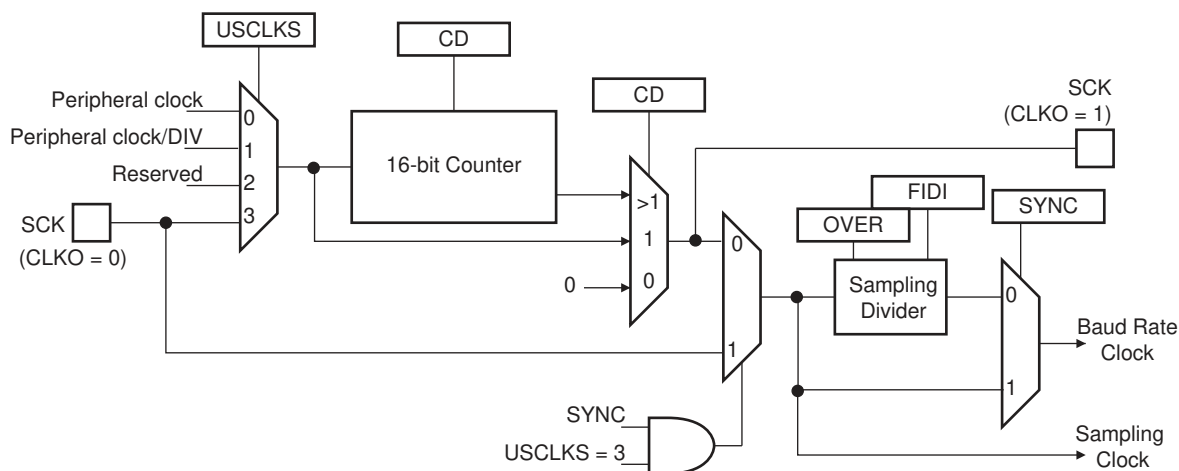 USCLKS
CD
Peripheral clock
Peripheral clock/DIV
Reserved
0
1
2
3
SCK
(CLKO = 0)
16-bit Counter
CD
>1
1
0
0
SCK
(CLKO = 1)
0
1
SYNC
USCLKS = 3
FIDI
OVER
Sampling
Divider
SYNC
0
1
Baud Rate
Clock
Sampling
Clock